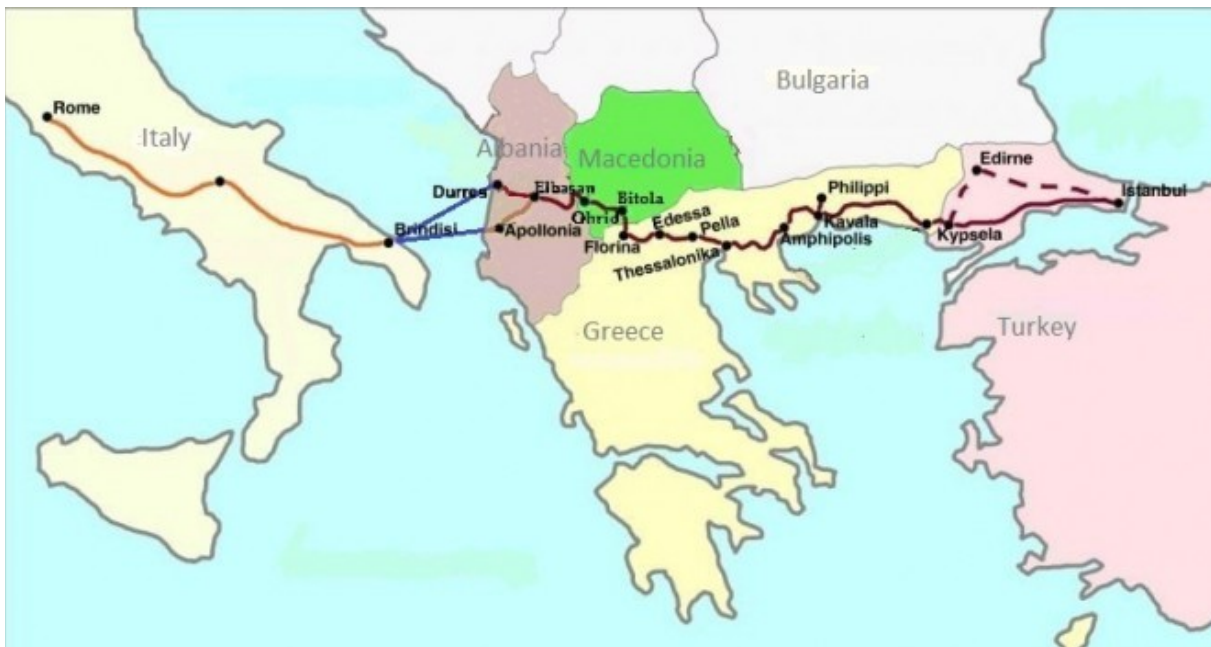 Rome
Italy
Brindisi
Durres
Albania
Elbasan
Apollonia
Macedonia
Ohrid
Bitola
Florina
Edessa
Pella
Thessalonika
Amphipolis
Philippi
Kavala
Bulgaria
Edirne
Kypsela
Istanbul
Greece
Turkey